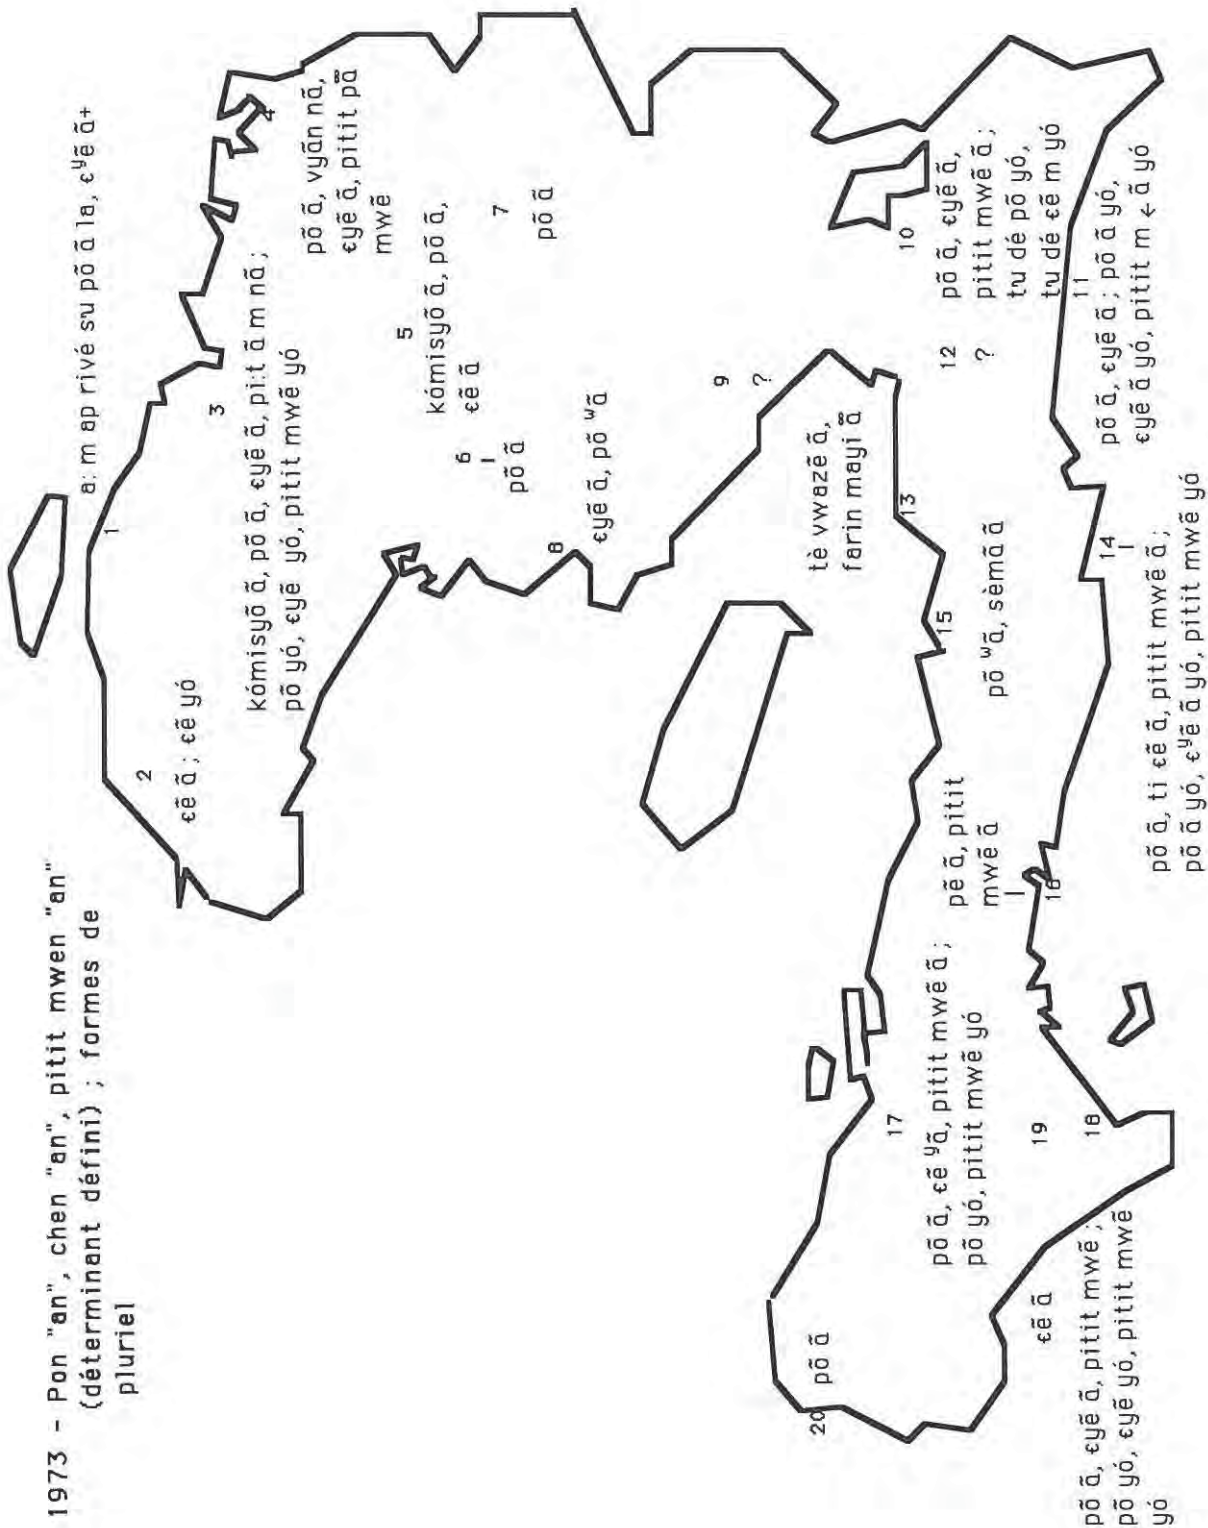 1973 - Pon "an", chen "an", pitit mwen "an"
(déterminant défini) ; formes de
pluriel
1
a: m ap rivé su põ ã la, ɛʸẽ ã+
2
ɛẽ ã ; ɛẽ yó
3
kómisyõ ã, põ ã, ɛyẽ ã, pi:t ã m nã ;
põ yó, ɛyẽ yó, pitit mwẽ yó
4
põ ã, vyãn nã,
ɛyẽ ã, pitit põ
mwẽ
5
kómisyõ ã, põ ã,
ɛẽ ã
6
põ ã
7
põ ã
8
ɛyẽ ã, põ ʷã
9
?
10
põ ã, ɛyẽ ã,
pitit mwẽ ã ;
tu dé põ yó,
tu dé ɛẽ m yó
11
põ ã, ɛyẽ ã ; põ ã yó,
ɛyẽ ã yó, pitit m ← ã yó
12
?
13
tè vwazẽ ã,
farin mayi ã
14
põ ã, ti ɛẽ ã, pitit mwẽ ã ;
põ ã yó, ɛʸẽ ã yó, pitit mwẽ yó
15
põ ʷã, sèmã ã
16
pẽ ã, pitit
mwẽ ã
17
põ ã, ɛẽ ʸã, pitit mwẽ ã ;
põ yó, pitit mwẽ yó
18
põ ã, ɛyẽ ã, pitit mwẽ ;
põ yó, ɛyẽ yó, pitit mwẽ
yó
19
ɛẽ ã
20
põ ã